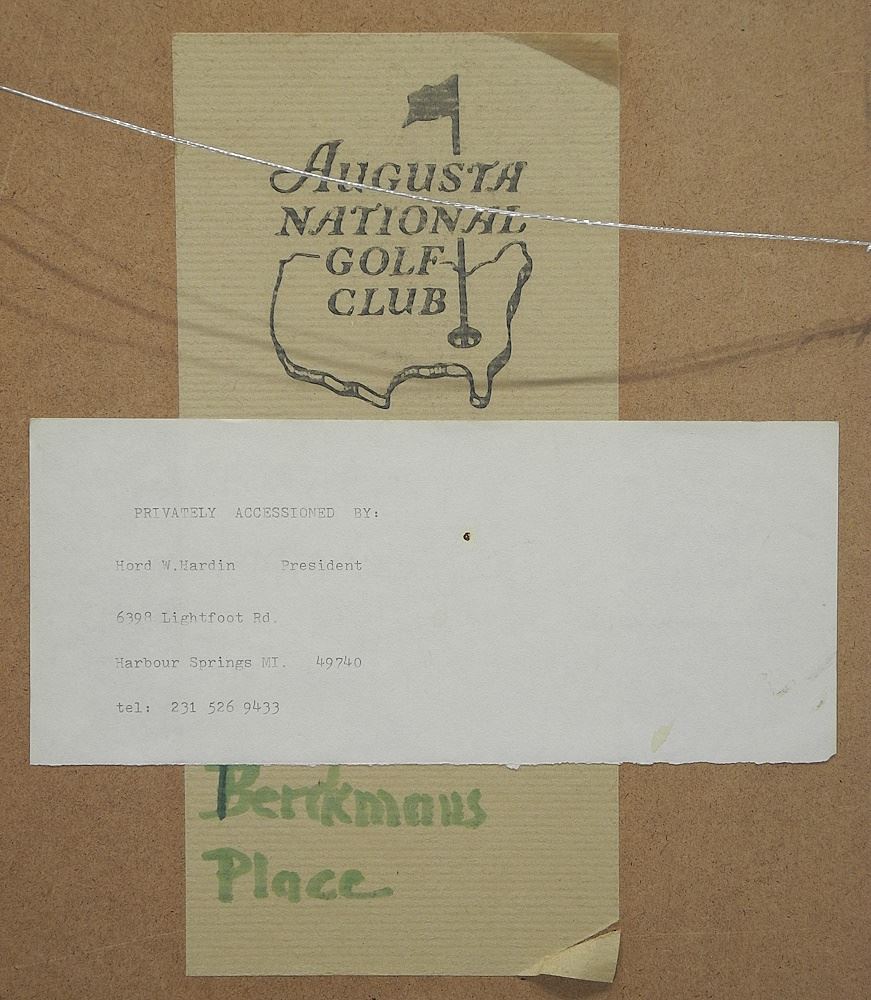 AUGUSTA
NATIONAL
GOLF
CLUB
PRIVATELY ACCESSIONED BY:
Hord W.Hardin President
6398 Lightfoot Rd.
Harbour Springs MI. 49740
tel: 231 526 9433
Berckmans
Place